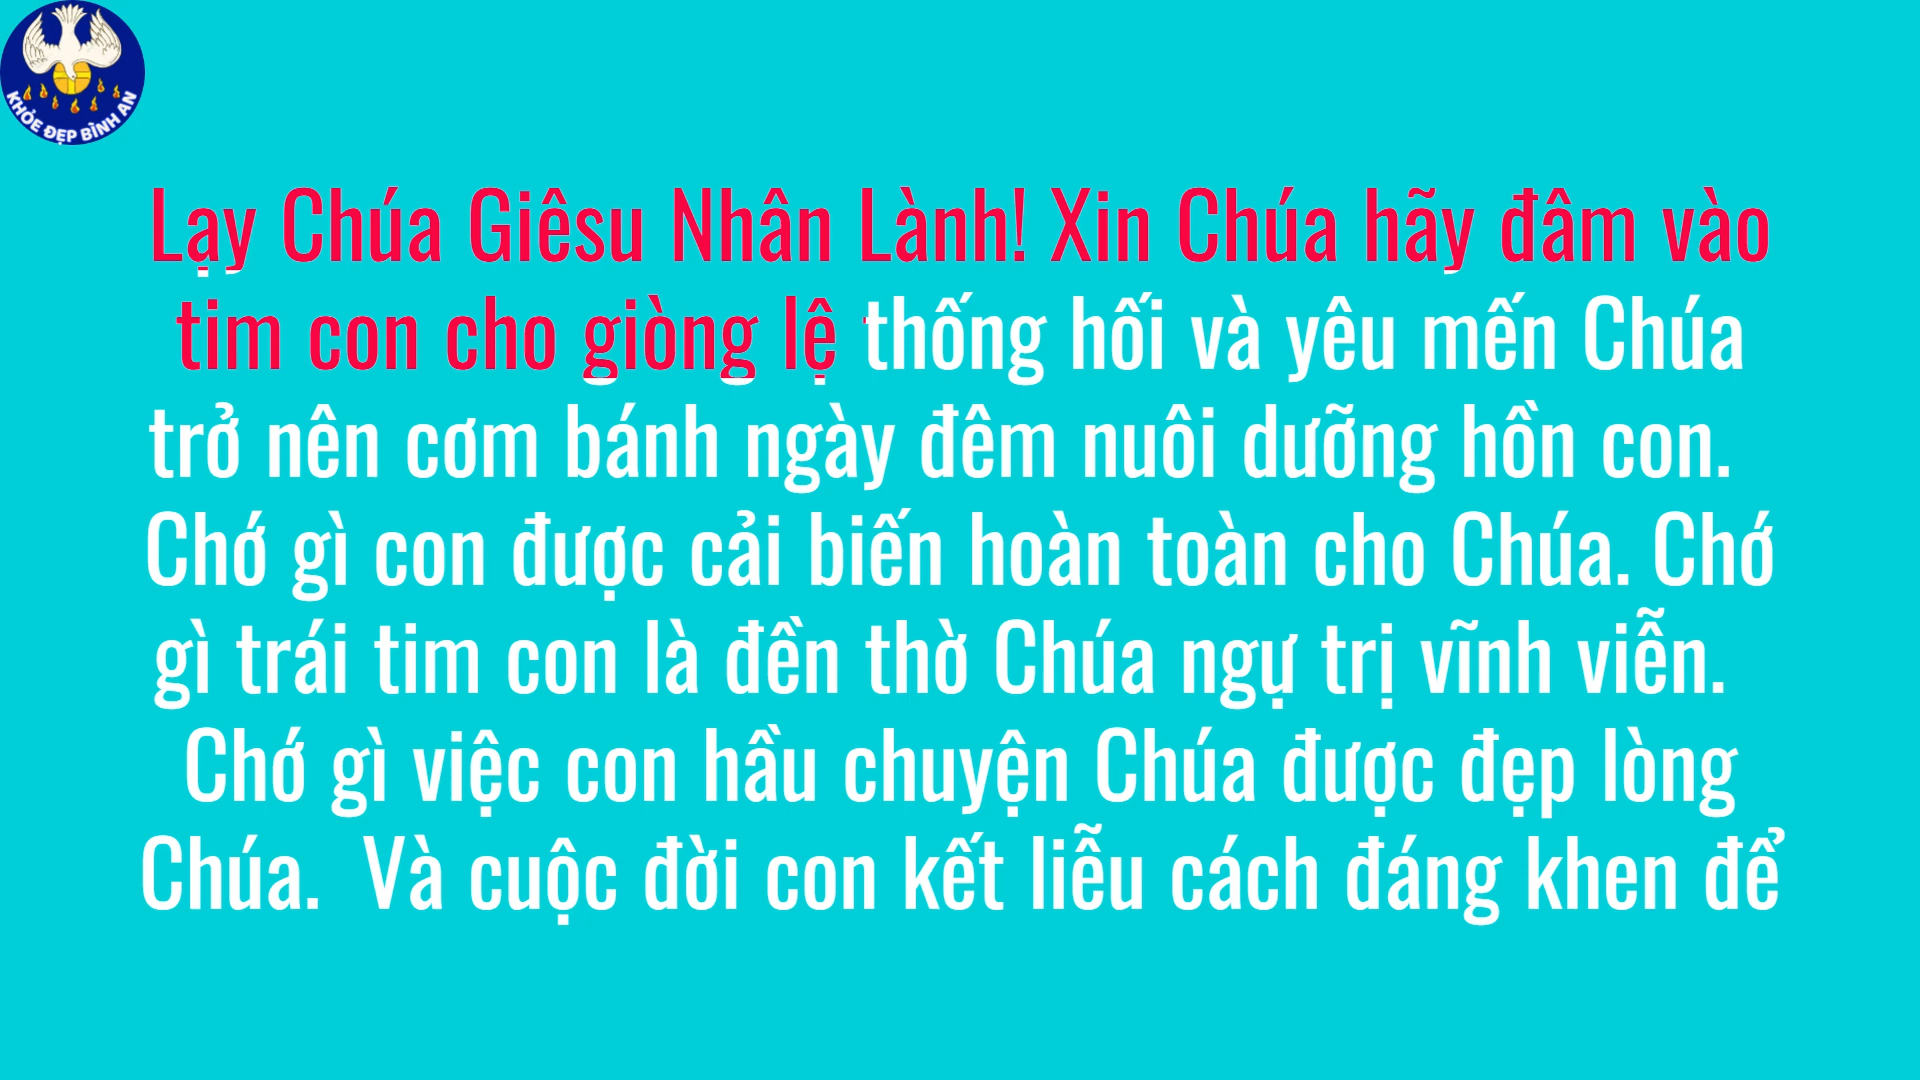 KHỎE ĐẸP BÌNH AN
Lạy Chúa Giêsu Nhân Lành! Xin Chúa hãy đâm vào
tim con cho giòng lệ thống hối và yêu mến Chúa
trở nên cơm bánh ngày đêm nuôi dưỡng hồn con.
Chớ gì con được cải biến hoàn toàn cho Chúa. Chớ
gì trái tim con là đền thờ Chúa ngự trị vĩnh viễn.
Chớ gì việc con hầu chuyện Chúa được đẹp lòng
Chúa.  Và cuộc đời con kết liễu cách đáng khen để